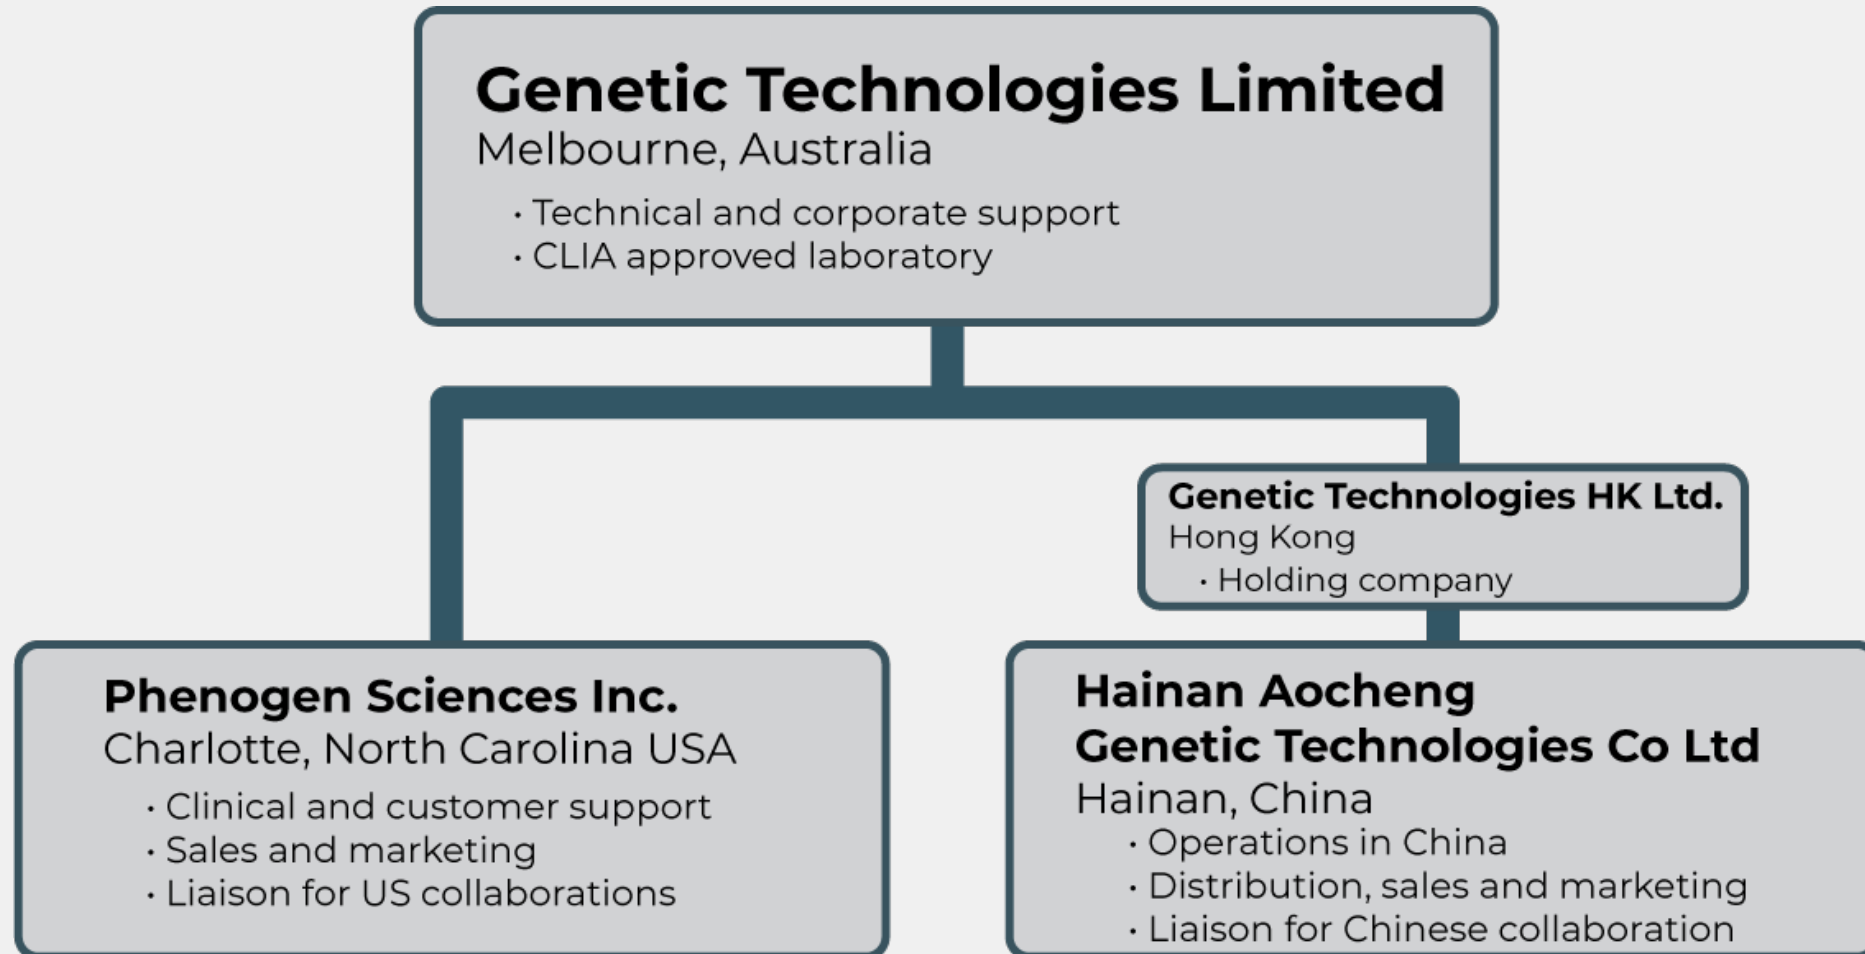 Genetic Technologies Limited
Melbourne, Australia
· Technical and corporate support
· CLIA approved laboratory
Genetic Technologies HK Ltd.
Hong Kong
· Holding company
Phenogen Sciences Inc.
Charlotte, North Carolina USA
· Clinical and customer support
· Sales and marketing
· Liaison for US collaborations
Hainan Aocheng
Genetic Technologies Co Ltd
Hainan, China
· Operations in China
· Distribution, sales and marketing
· Liaison for Chinese collaboration